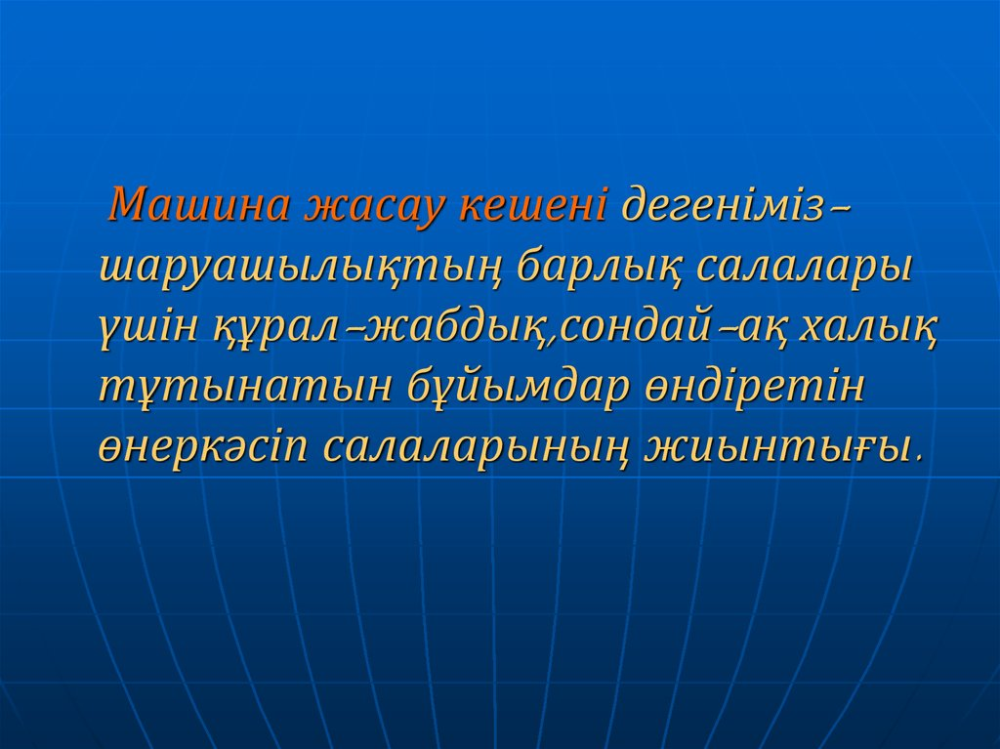 Машина жасау кешені дегеніміз–
шаруашылықтың барлық салалары
үшін құрал–жабдық,сондай–ақ халық
тұтынатын бұйымдар өндіретін
өнеркәсіп салаларының жиынтығы.